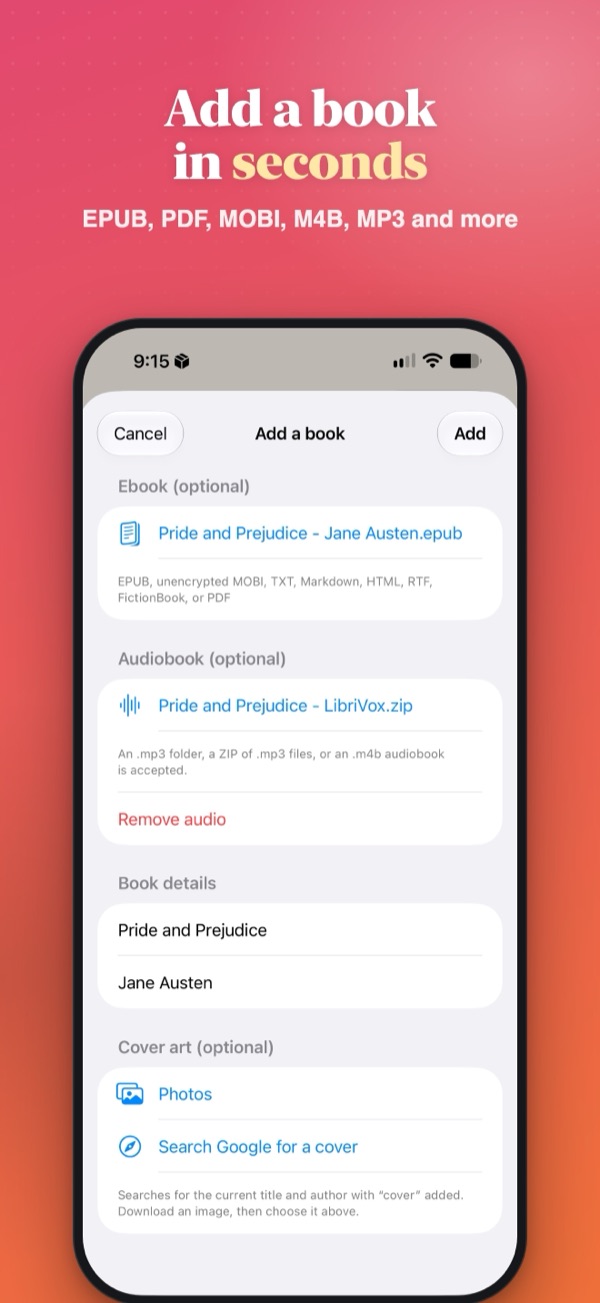 Add a book
in seconds
EPUB, PDF, MOBI, M4B, MP3 and more
9:15
Cancel
Add a book
Add
Ebook (optional)
Pride and Prejudice - Jane Austen.epub
EPUB, unencrypted MOBI, TXT, Markdown, HTML, RTF,
FictionBook, or PDF
Audiobook (optional)
Pride and Prejudice - LibriVox.zip
An .mp3 folder, a ZIP of .mp3 files, or an .m4b audiobook
is accepted.
Remove audio
Book details
Pride and Prejudice
Jane Austen
Cover art (optional)
Photos
Search Google for a cover
Searches for the current title and author with “cover” added.
Download an image, then choose it above.